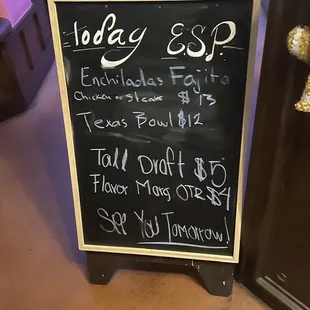 today E.S.P.
Enchiladas Fajita
Chicken or Steak $13
Texas Bowl $12
Tall Draft $5
Flavor Marg OTR $4
See You Tomorrow!